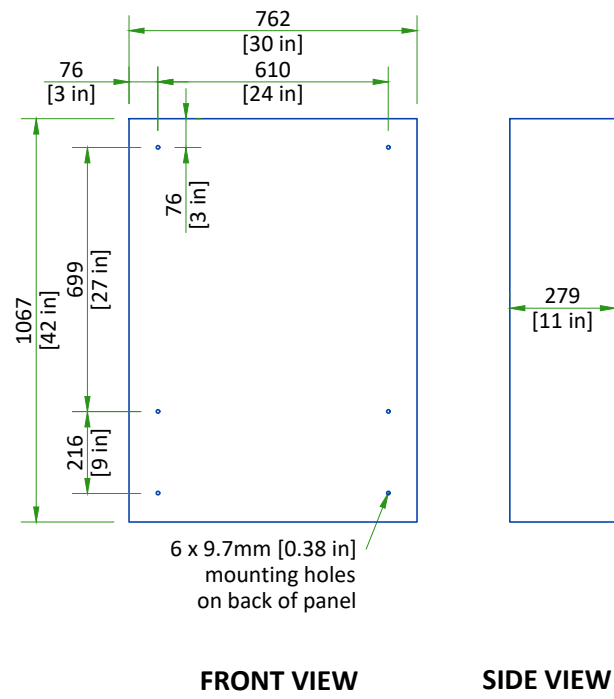 762
[30 in]
76
[3 in]
610
[24 in]
76
[3 in]
699
[27 in]
1067
[42 in]
279
[11 in]
216
[9 in]
6 x 9.7mm [0.38 in]
mounting holes
on back of panel
FRONT VIEW
SIDE VIEW